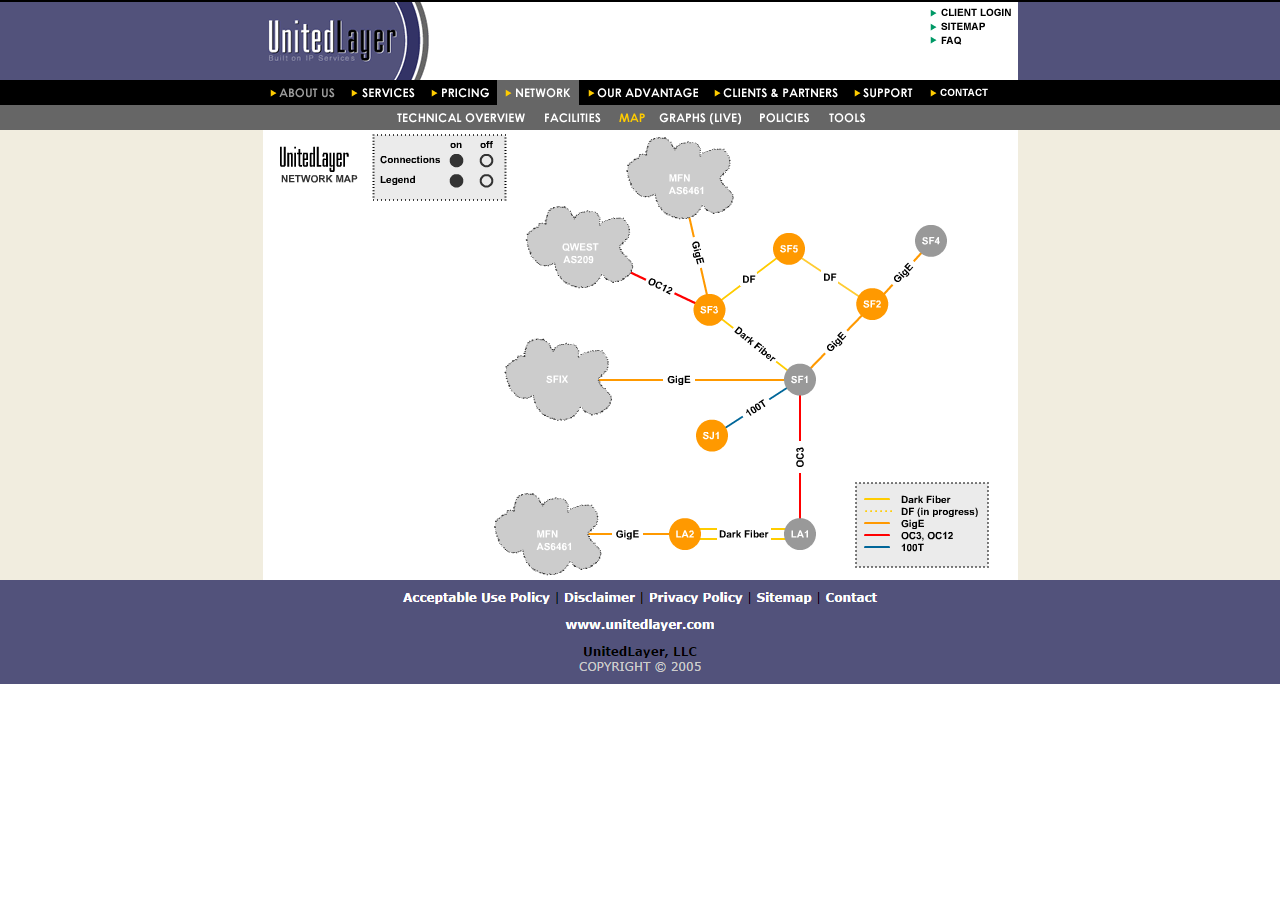 CLIENT LOGIN
SITEMAP
FAQ
UnitedLayer
Built on IP Services
ABOUT US SERVICES PRICING NETWORK OUR ADVANTAGE CLIENTS & PARTNERS SUPPORT CONTACT
TECHNICAL OVERVIEW FACILITIES MAP GRAPHS (LIVE) POLICIES TOOLS
UnitedLayer
NETWORK MAP
on off
Connections
Legend
MFN
AS6461
QWEST
AS209
GigE
SF5
SF4
DF
DF
GigE
OC12
SF3
SF2
Dark Fiber
GigE
SFIX
GigE
SF1
100T
SJ1
OC3
MFN
AS6461
GigE
LA2
Dark Fiber
LA1
Dark Fiber
DF (in progress)
GigE
OC3, OC12
100T
Acceptable Use Policy | Disclaimer | Privacy Policy | Sitemap | Contact
www.unitedlayer.com
UnitedLayer, LLC
COPYRIGHT © 2005